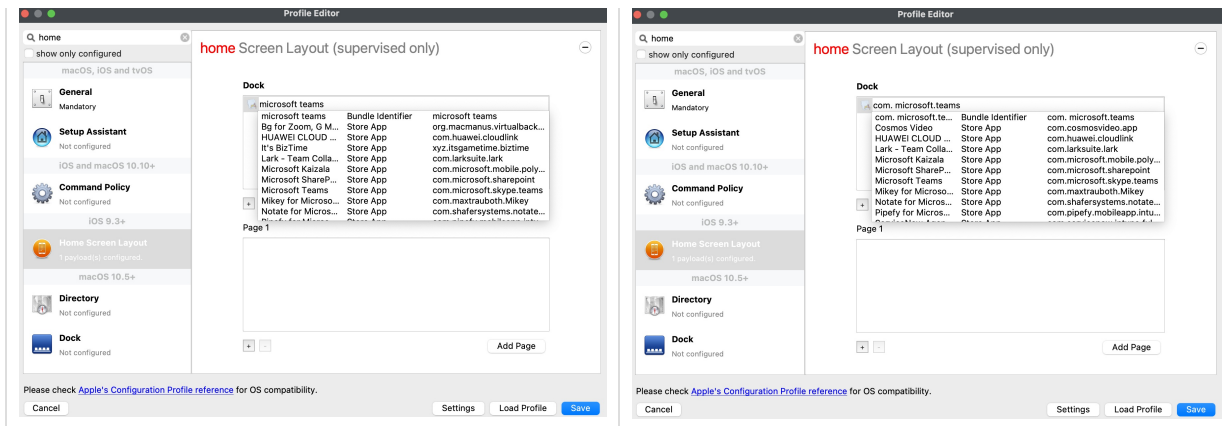 Profile Editor
home
show only configured
macOS, iOS and tvOS
General
Mandatory
Setup Assistant
Not configured
iOS and macOS 10.10+
Command Policy
Not configured
iOS 9.3+
Home Screen Layout
1 payload(s) configured
macOS 10.5+
Directory
Not configured
Dock
Not configured
home Screen Layout (supervised only)
Dock
microsoft teams
microsoft teams Bundle Identifier microsoft teams
Bg for Zoom, G M... Store App org.macmanus.virtualback...
HUAWEI CLOUD ... Store App com.huawei.cloudlink
It's BizTime Store App xyz.itsgametime.biztime
Lark - Team Colla... Store App com.larksuite.lark
Microsoft Kaizala Store App com.microsoft.mobile.poly...
Microsoft ShareP... Store App com.microsoft.sharepoint
Microsoft Teams Store App com.microsoft.skype.teams
Mikey for Microso... Store App com.maxtrauboth.Mikey
Notate for Micros... Store App com.shafersystems.notate...
Page 1
Add Page
Please check Apple's Configuration Profile reference for OS compatibility.
Cancel Settings Load Profile Save
Profile Editor
home
show only configured
macOS, iOS and tvOS
General
Mandatory
Setup Assistant
Not configured
iOS and macOS 10.10+
Command Policy
Not configured
iOS 9.3+
Home Screen Layout
1 payload(s) configured
macOS 10.5+
Directory
Not configured
Dock
Not configured
home Screen Layout (supervised only)
Dock
com. microsoft.teams
com. microsoft.te... Bundle Identifier com. microsoft.teams
Cosmos Video Store App com.cosmosvideo.app
HUAWEI CLOUD ... Store App com.huawei.cloudlink
Lark - Team Colla... Store App com.larksuite.lark
Microsoft Kaizala Store App com.microsoft.mobile.poly...
Microsoft ShareP... Store App com.microsoft.sharepoint
Microsoft Teams Store App com.microsoft.skype.teams
Mikey for Microso... Store App com.maxtrauboth.Mikey
Notate for Micros... Store App com.shafersystems.notate...
Pipefy for Micros... Store App com.pipefy.mobileapp.intu...
Page 1
Add Page
Please check Apple's Configuration Profile reference for OS compatibility.
Cancel Settings Load Profile Save